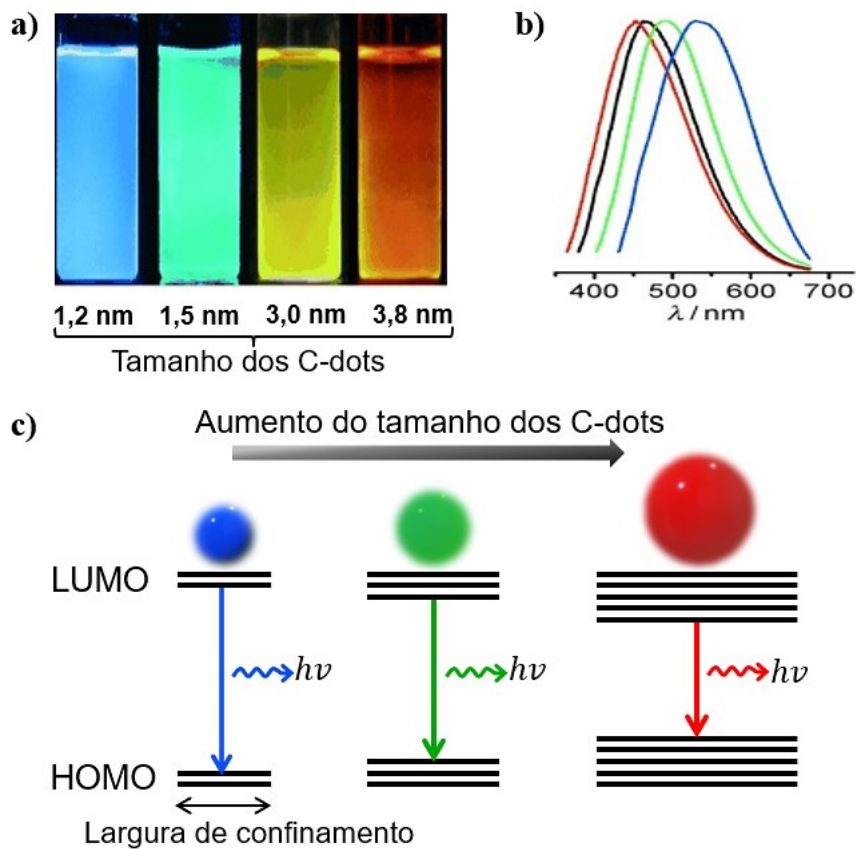 a)
1,2 nm 1,5 nm 3,0 nm 3,8 nm
Tamanho dos C-dots
b)
400 500 600 700
λ / nm
c)
Aumento do tamanho dos C-dots
LUMO
hν hν hν
HOMO
Largura de confinamento